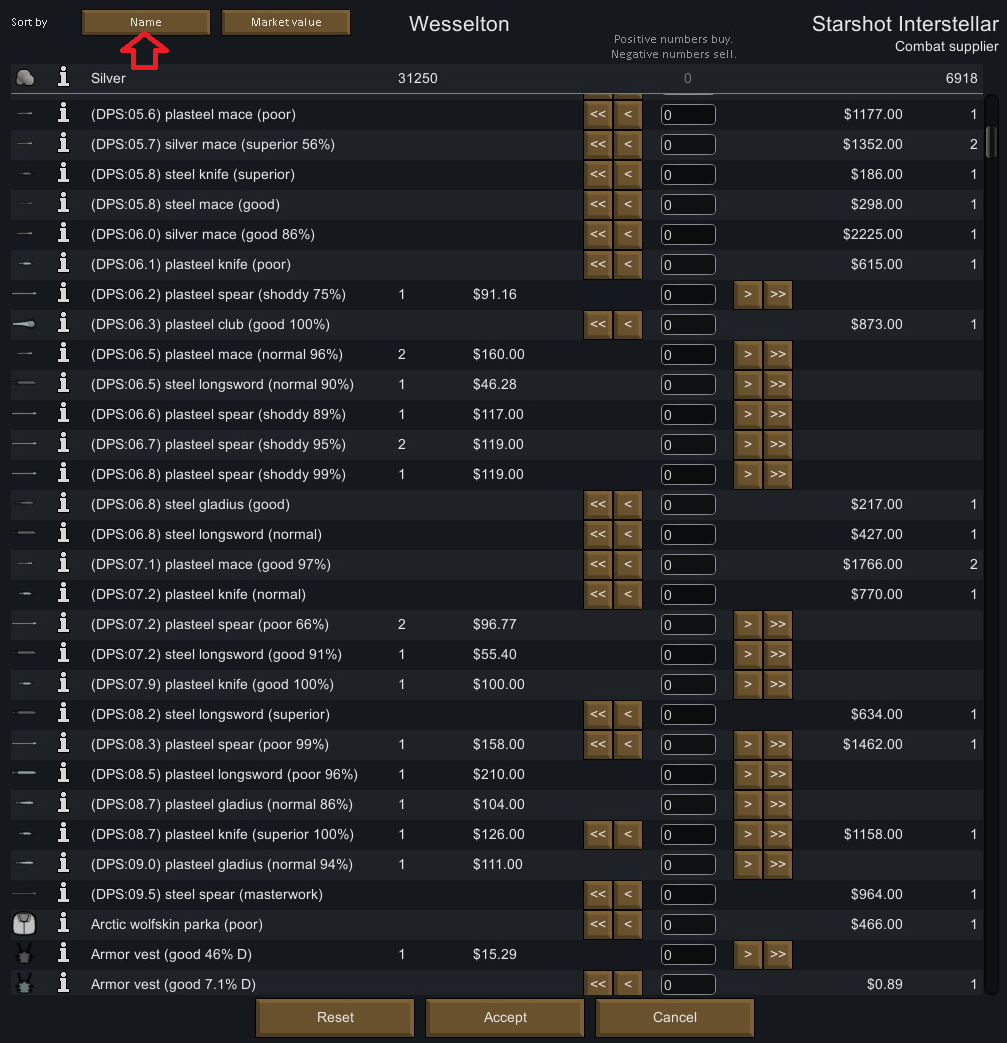 Sort by Name Market value Wesselton Starshot Interstellar
Combat supplier
Positive numbers buy.
Negative numbers sell.
Silver 31250 0 6918
(DPS:05.6) plasteel mace (poor) << < 0 $1177.00 1
(DPS:05.7) silver mace (superior 56%) << < 0 $1352.00 2
(DPS:05.8) steel knife (superior) << < 0 $186.00 1
(DPS:05.8) steel mace (good) << < 0 $298.00 1
(DPS:06.0) silver mace (good 86%) << < 0 $2225.00 1
(DPS:06.1) plasteel knife (poor) << < 0 $615.00 1
(DPS:06.2) plasteel spear (shoddy 75%) 1 $91.16 0 > >>
(DPS:06.3) plasteel club (good 100%) << < 0 $873.00 1
(DPS:06.5) plasteel mace (normal 96%) 2 $160.00 0 > >>
(DPS:06.5) steel longsword (normal 90%) 1 $46.28 0 > >>
(DPS:06.6) plasteel spear (shoddy 89%) 1 $117.00 0 > >>
(DPS:06.7) plasteel spear (shoddy 95%) 2 $119.00 0 > >>
(DPS:06.8) plasteel spear (shoddy 99%) 1 $119.00 0 > >>
(DPS:06.8) steel gladius (good) << < 0 $217.00 1
(DPS:06.8) steel longsword (normal) << < 0 $427.00 1
(DPS:07.1) plasteel mace (good 97%) << < 0 $1766.00 2
(DPS:07.2) plasteel knife (normal) << < 0 $770.00 1
(DPS:07.2) plasteel spear (poor 66%) 2 $96.77 0 > >>
(DPS:07.2) steel longsword (good 91%) 1 $55.40 0 > >>
(DPS:07.9) plasteel knife (good 100%) 1 $100.00 0 > >>
(DPS:08.2) steel longsword (superior) << < 0 $634.00 1
(DPS:08.3) plasteel spear (poor 99%) 1 $158.00 << < 0 > >> $1462.00 1
(DPS:08.5) plasteel longsword (poor 96%) 1 $210.00 0 > >>
(DPS:08.7) plasteel gladius (normal 86%) 1 $104.00 0 > >>
(DPS:08.7) plasteel knife (superior 100%) 1 $126.00 << < 0 > >> $1158.00 1
(DPS:09.0) plasteel gladius (normal 94%) 1 $111.00 0 > >>
(DPS:09.5) steel spear (masterwork) << < 0 $964.00 1
Arctic wolfskin parka (poor) << < 0 $466.00 1
Armor vest (good 46% D) 1 $15.29 0 > >>
Armor vest (good 7.1% D) << < 0 $0.89 1
Reset Accept Cancel